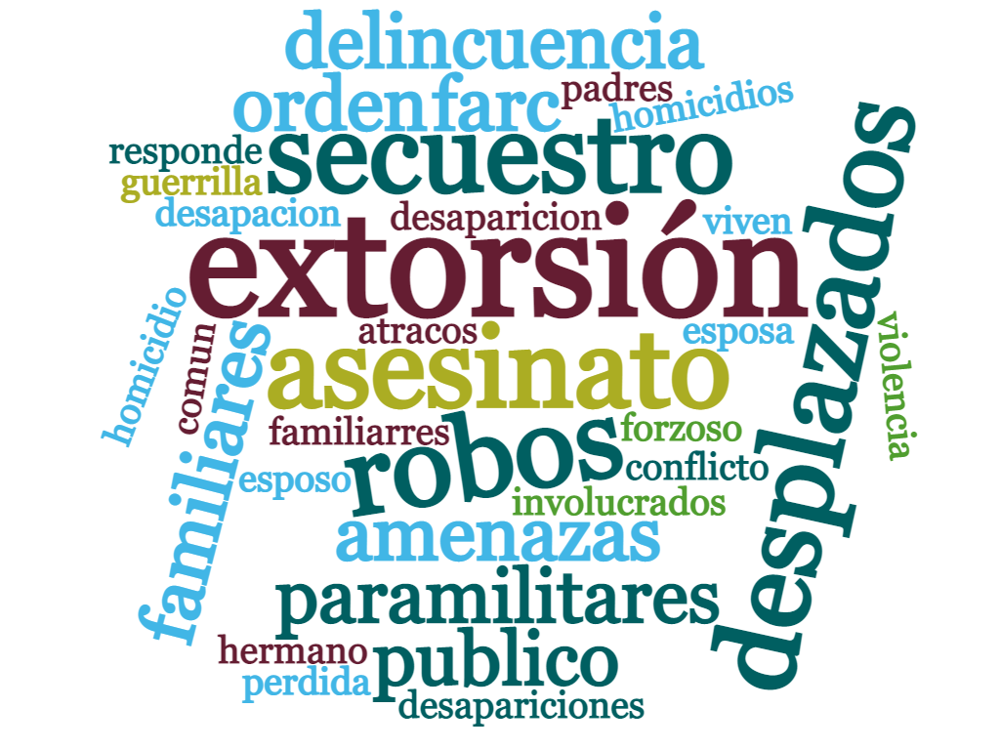 delincuencia
orden farc padres homicidios
responde secuestro
guerrilla
desapacion desaparicion viven
extorsión desplazados
homicidio comun familiares atracos esposa violencia
asesinato
familiarres robos forzoso
esposo conflicto
involucrados
amenazas
paramilitares
hermano publico
perdida
desapariciones